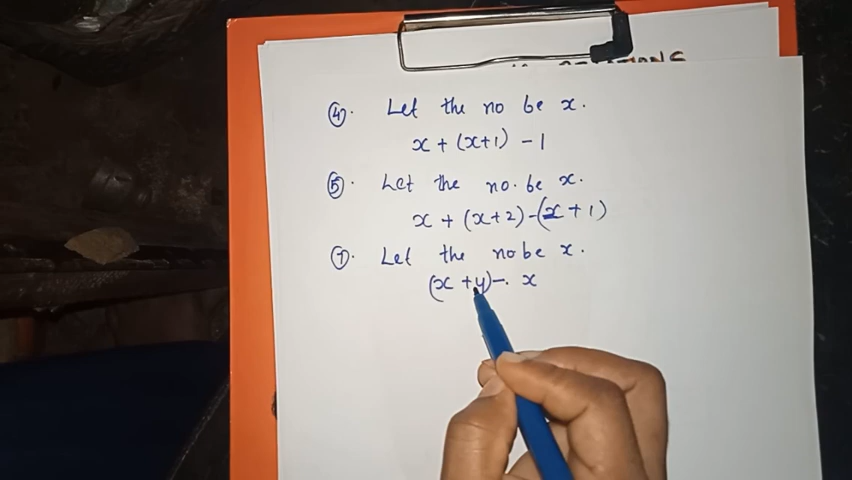 ④. Let the no be x.
x + (x+1) - 1
⑤. Let the no. be x.
x + (x+2) - (x + 1)
⑦. Let the no be x.
(x + y) - x